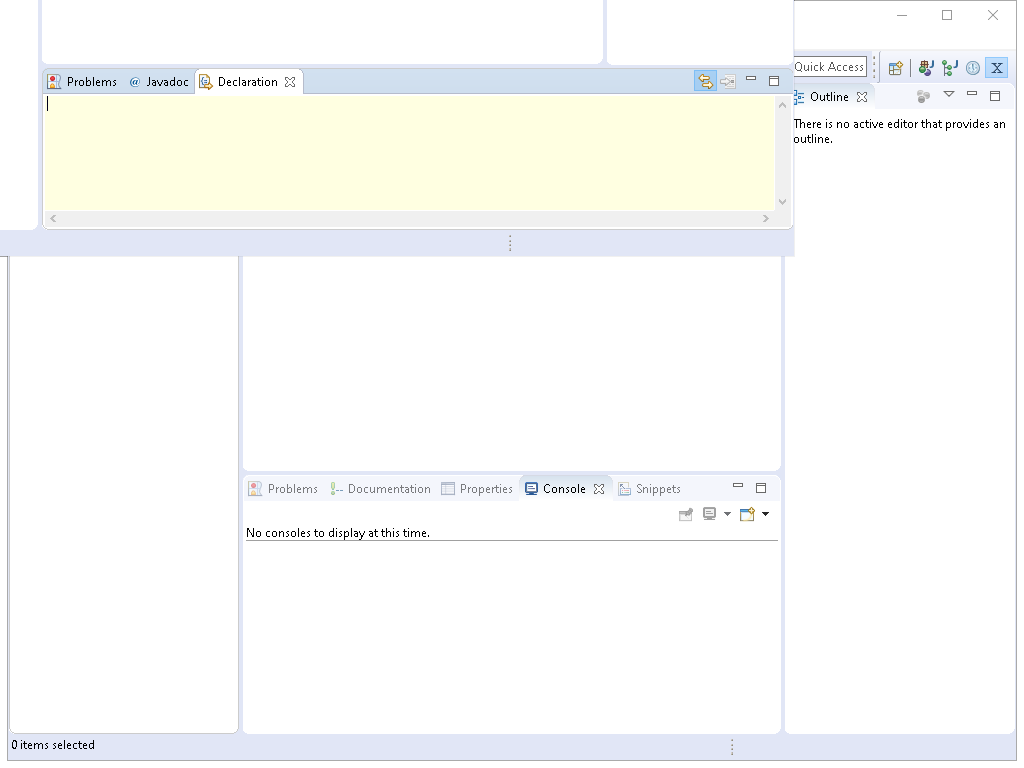 Quick Access
Problems @ Javadoc Declaration
Outline
There is no active editor that provides an
outline.
Problems Documentation Properties Console Snippets
No consoles to display at this time.
0 items selected